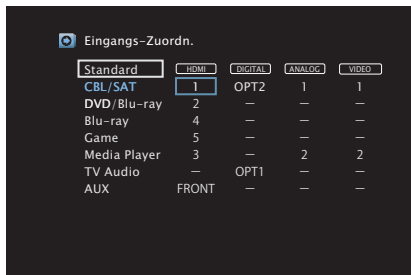 Eingangs-Zuordn.
Standard HDMI DIGITAL ANALOG VIDEO
CBL/SAT 1 OPT2 1 1
DVD/Blu-ray 2 – – –
Blu-ray 4 – – –
Game 5 – – –
Media Player 3 – 2 2
TV Audio – OPT1 – –
AUX FRONT – – –